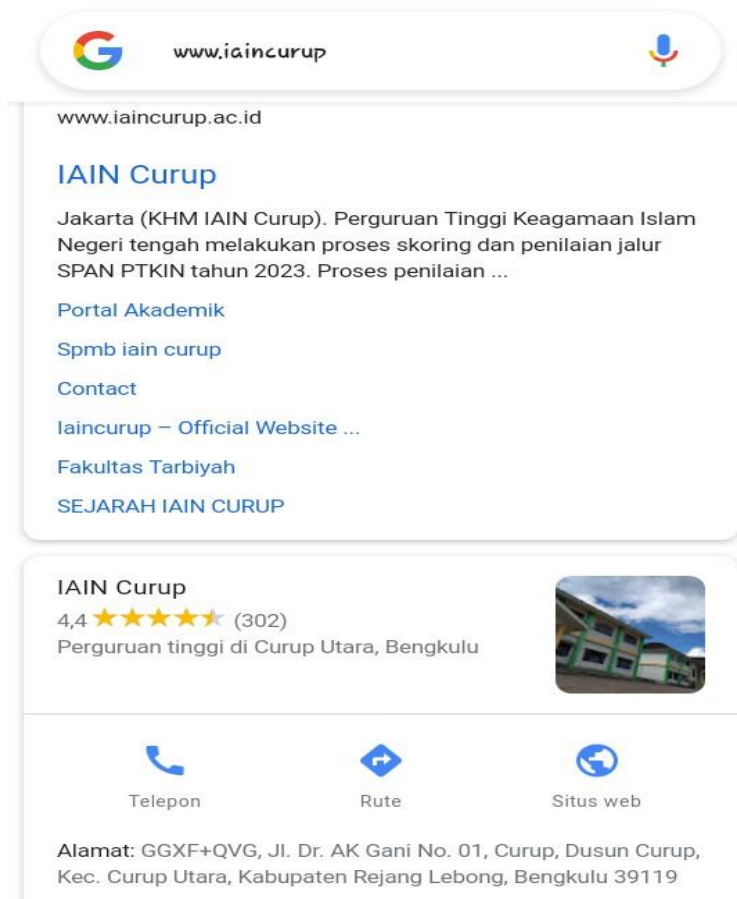 www.iaincurup
www.iaincurup.ac.id
IAIN Curup
Jakarta (KHM IAIN Curup). Perguruan Tinggi Keagamaan Islam
Negeri tengah melakukan proses skoring dan penilaian jalur
SPAN PTKIN tahun 2023. Proses penilaian ...
Portal Akademik
Spmb iain curup
Contact
Iaincurup – Official Website ...
Fakultas Tarbiyah
SEJARAH IAIN CURUP
IAIN Curup
4,4 ★★★★★ (302)
Perguruan tinggi di Curup Utara, Bengkulu
Telepon Rute Situs web
Alamat: GGXF+QVG, Jl. Dr. AK Gani No. 01, Curup, Dusun Curup,
Kec. Curup Utara, Kabupaten Rejang Lebong, Bengkulu 39119